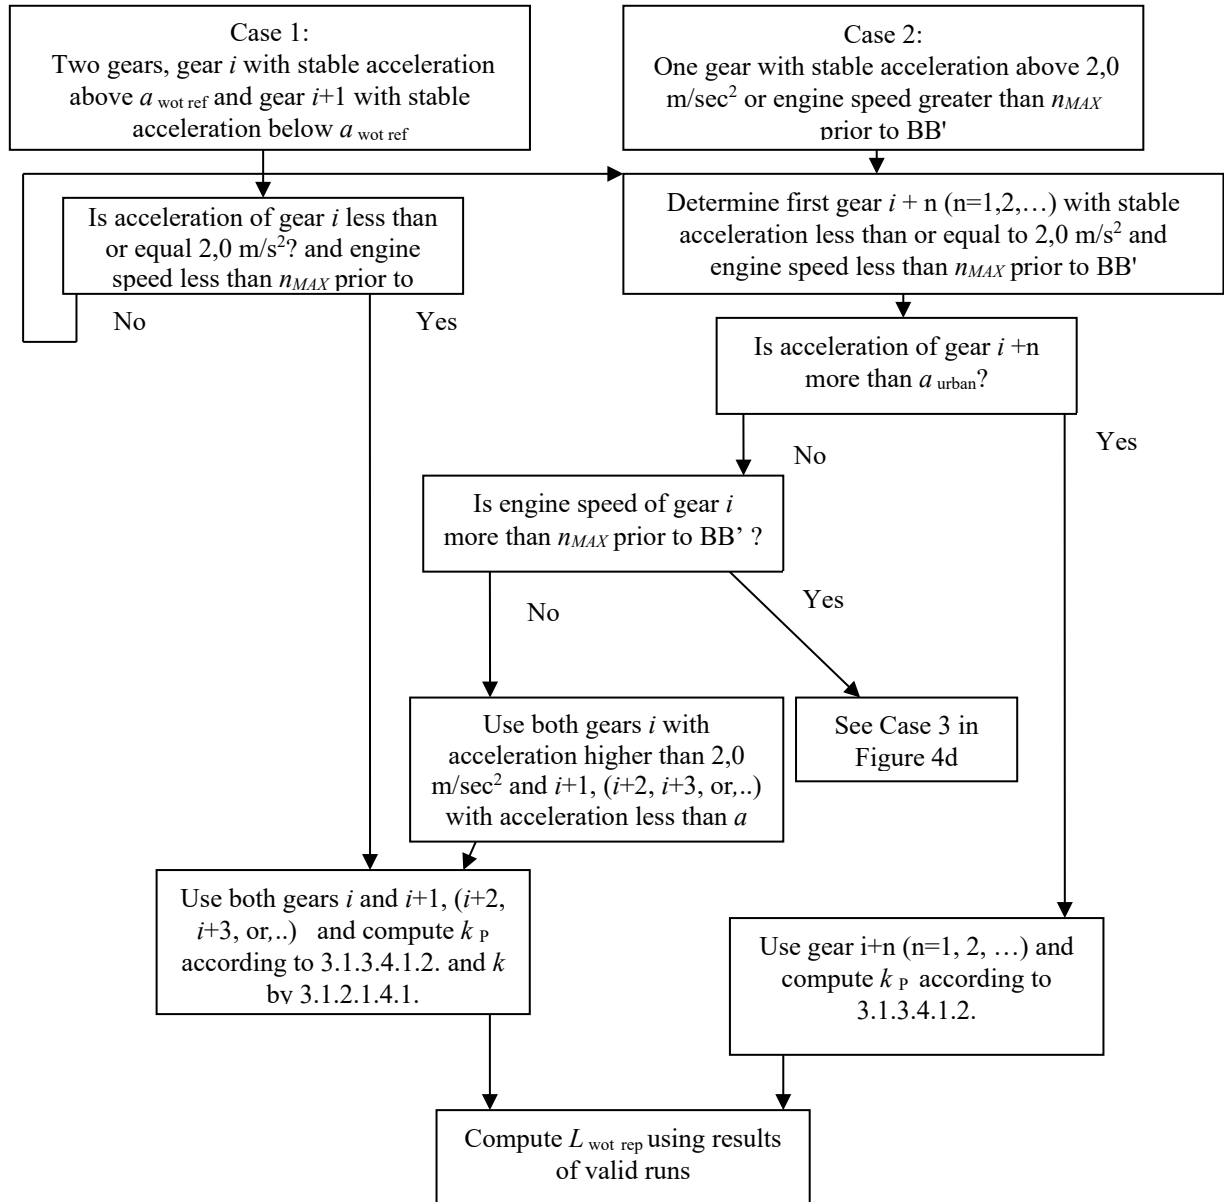 Case 1:
Two gears, gear i with stable acceleration
above a wot ref and gear i+1 with stable
acceleration below a wot ref
Case 2:
One gear with stable acceleration above 2,0
m/sec² or engine speed greater than nMAX
prior to BB'
Is acceleration of gear i less than
or equal 2,0 m/s²? and engine
speed less than nMAX prior to
Determine first gear i + n (n=1,2,…) with stable
acceleration less than or equal to 2,0 m/s² and
engine speed less than nMAX prior to BB'
No
Yes
Is acceleration of gear i +n
more than a urban?
No
Yes
Is engine speed of gear i
more than nMAX prior to BB’ ?
No
Yes
Use both gears i with
acceleration higher than 2,0
m/sec² and i+1, (i+2, i+3, or,..)
with acceleration less than a
See Case 3 in
Figure 4d
Use both gears i and i+1, (i+2,
i+3, or,..) and compute k P
according to 3.1.3.4.1.2. and k
by 3.1.2.1.4.1.
Use gear i+n (n=1, 2, …) and
compute k P according to
3.1.3.4.1.2.
Compute L wot rep using results
of valid runs